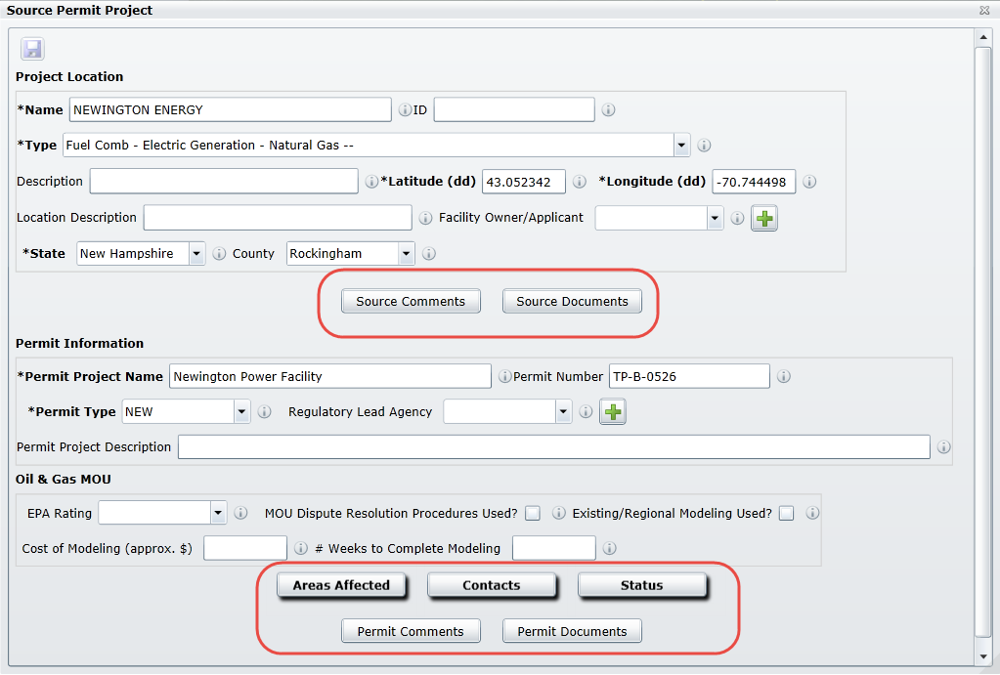 Source Permit Project
Project Location
*Name NEWINGTON ENERGY ID
*Type Fuel Comb - Electric Generation - Natural Gas --
Description *Latitude (dd) 43.052342 *Longitude (dd) -70.744498
Location Description Facility Owner/Applicant
*State New Hampshire County Rockingham
Source Comments Source Documents
Permit Information
*Permit Project Name Newington Power Facility Permit Number TP-B-0526
*Permit Type NEW Regulatory Lead Agency
Permit Project Description
Oil & Gas MOU
EPA Rating MOU Dispute Resolution Procedures Used? Existing/Regional Modeling Used?
Cost of Modeling (approx. $) # Weeks to Complete Modeling
Areas Affected Contacts Status
Permit Comments Permit Documents